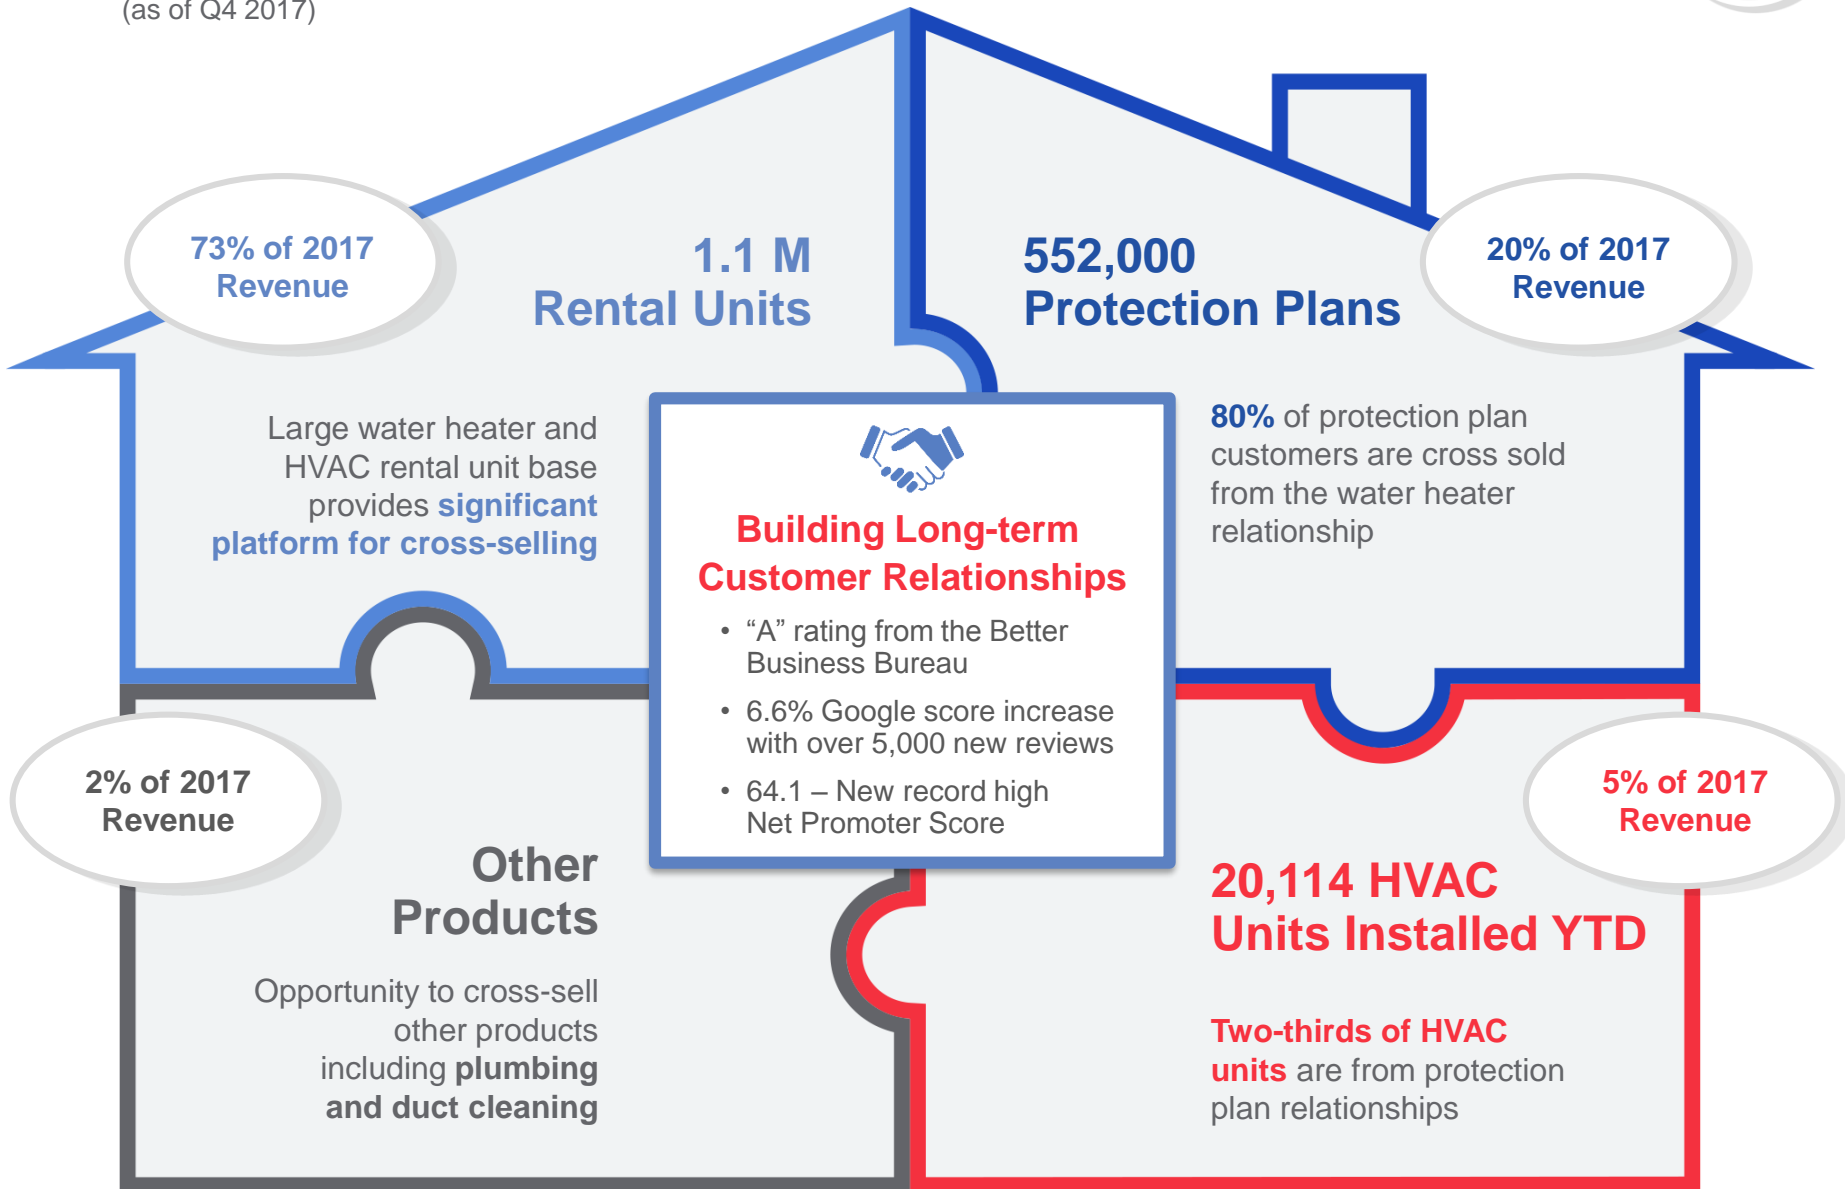 (as of Q4 2017)
73% of 2017
Revenue
1.1 M
Rental Units
Large water heater and
HVAC rental unit base
provides significant
platform for cross-selling
552,000
Protection Plans
20% of 2017
Revenue
80% of protection plan
customers are cross sold
from the water heater
relationship
Building Long-term
Customer Relationships
• “A” rating from the Better
Business Bureau
• 6.6% Google score increase
with over 5,000 new reviews
• 64.1 – New record high
Net Promoter Score
2% of 2017
Revenue
Other
Products
Opportunity to cross-sell
other products
including plumbing
and duct cleaning
5% of 2017
Revenue
20,114 HVAC
Units Installed YTD
Two-thirds of HVAC
units are from protection
plan relationships